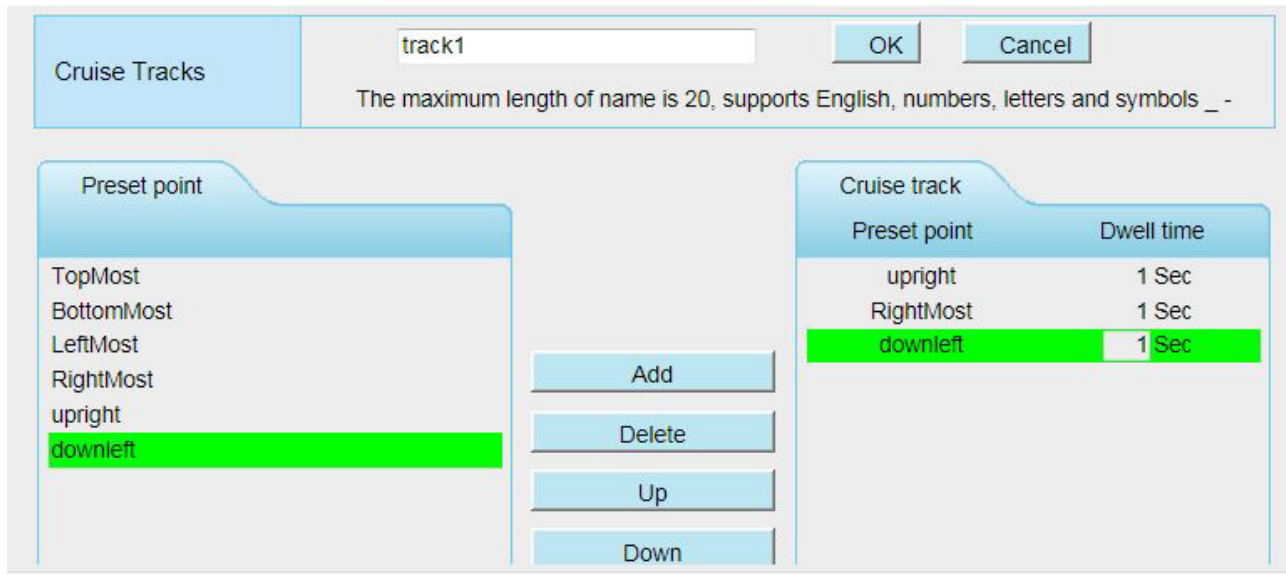 Cruise Tracks
track1
OK
Cancel
The maximum length of name is 20, supports English, numbers, letters and symbols _ -
Preset point
TopMost
BottomMost
LeftMost
RightMost
upright
downleft
Add
Delete
Up
Down
Cruise track
Preset point Dwell time
upright 1 Sec
RightMost 1 Sec
downleft 1 Sec